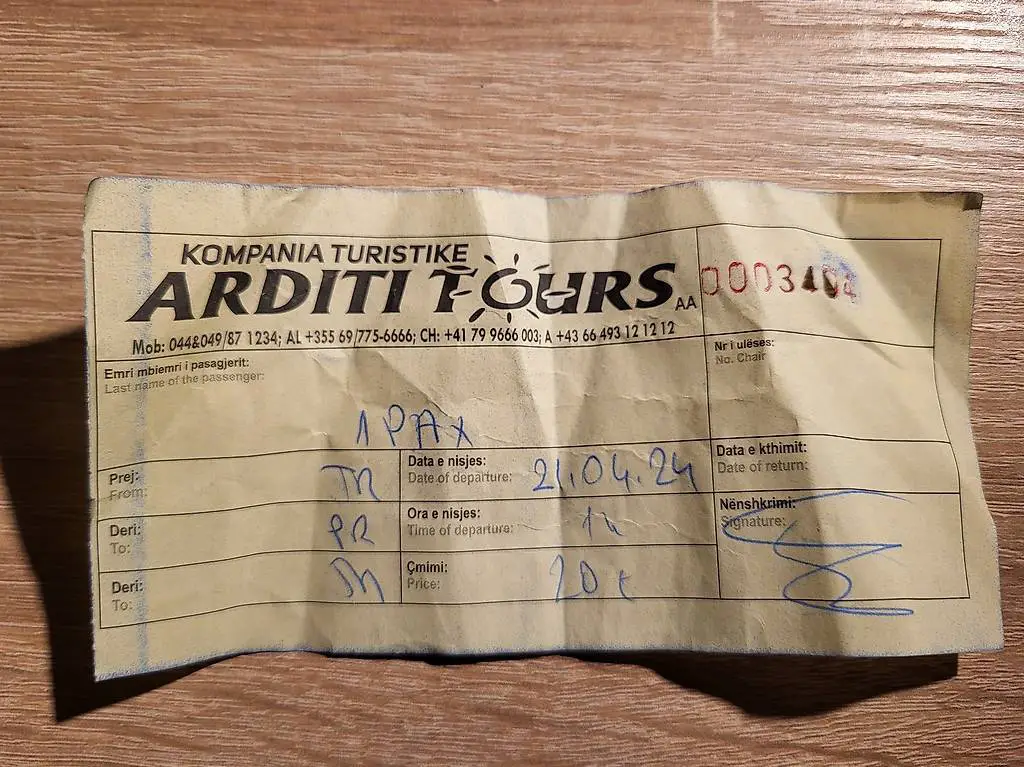 KOMPANIA TURISTIKE
ARDITI TOURS AA
Mob: 044&049/87 1234; AL +355 69/775-6666; CH: +41 79 9666 003; A +43 66 493 12 12 12
Emri mbiemri i pasagjerit:
Last name of the passenger:
1 PAX
Nr i ulëses:
No. Chair
Prej:
From:
TR
Data e nisjes:
Date of departure:
21.04.24
Data e kthimit:
Date of return:
Deri:
To:
PR
Ora e nisjes:
Time of departure:
Nënshkrimi:
Signature:
Deri:
To:
TR
Çmimi:
Price:
20 €